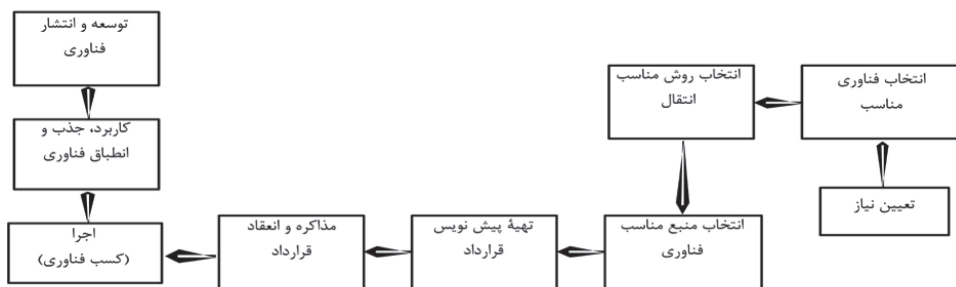 توسعه و انتشار
فناوری
انتخاب روش مناسب
انتقال
انتخاب فناوری
مناسب
کاربرد، جذب و
انطباق فناوری
تعیین نیاز
اجرا
(کسب فناوری)
مذاکره و انعقاد
قرارداد
تهیۀ پیش نویس
قرارداد
انتخاب منبع مناسب
فناوری